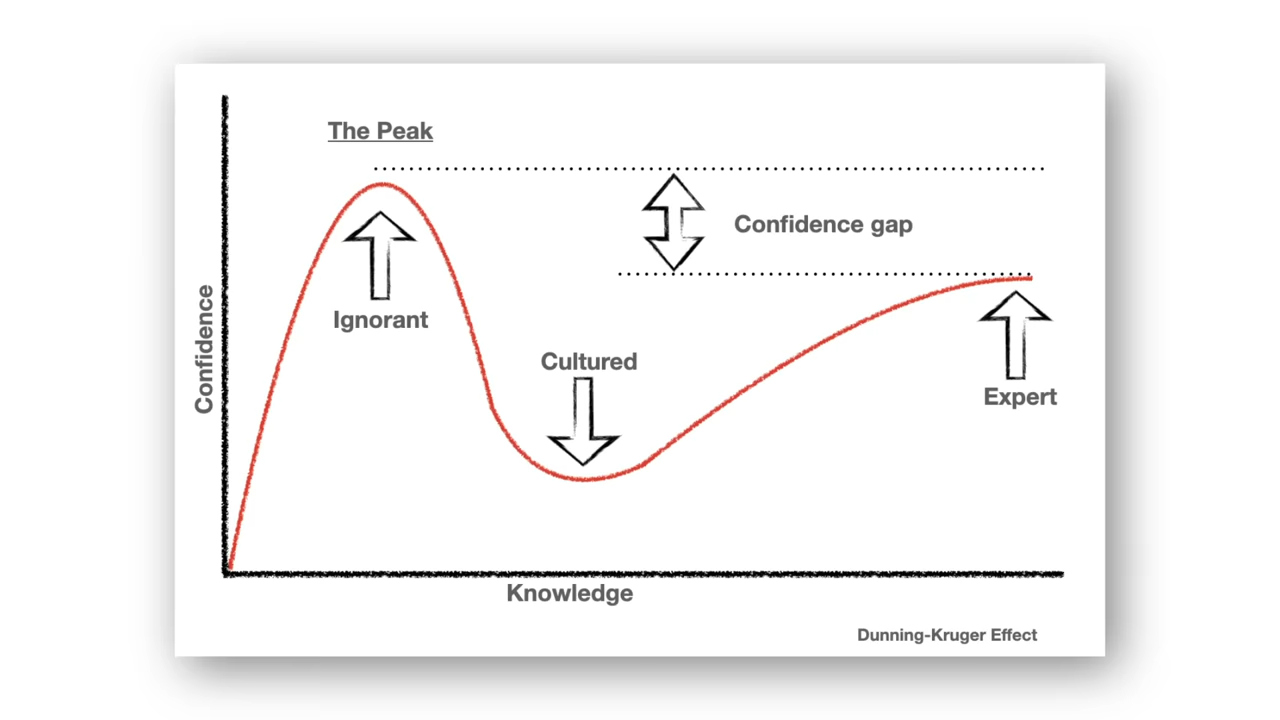 The Peak
Confidence gap
Ignorant
Confidence
Cultured
Expert
Knowledge
Dunning-Kruger Effect